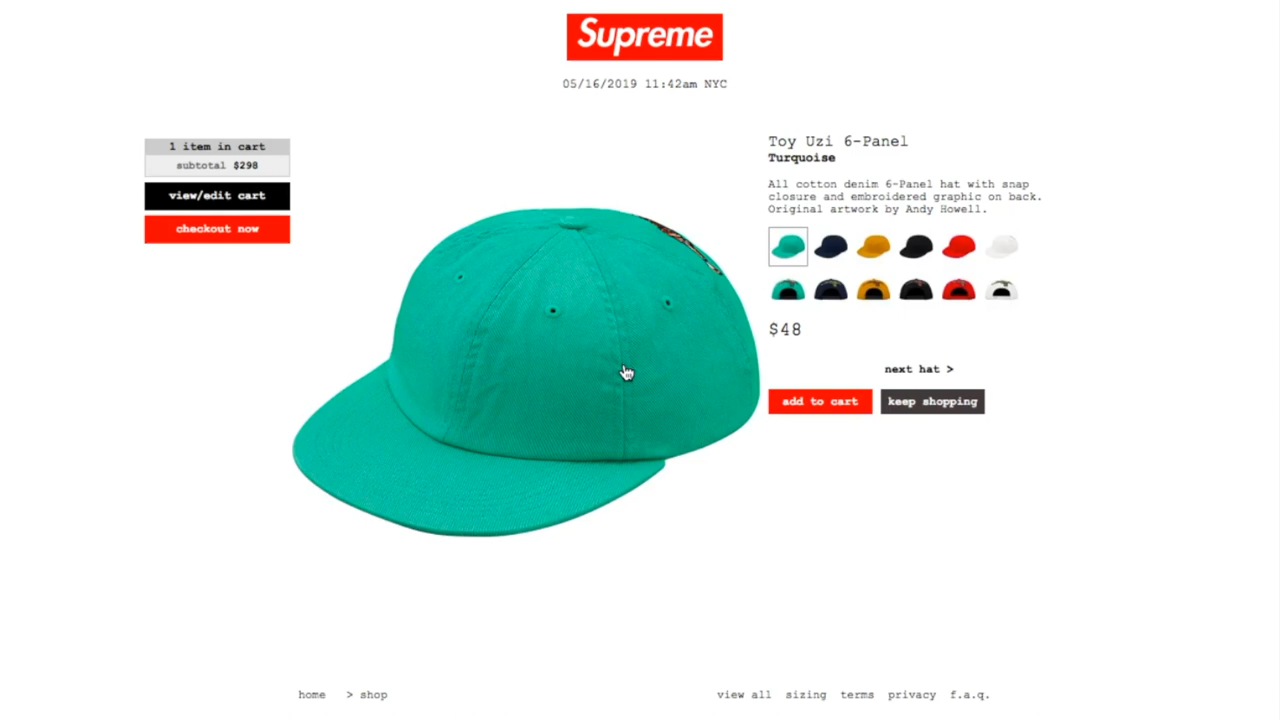 Supreme
05/16/2019 11:42am NYC
1 item in cart
subtotal $298
view/edit cart
checkout now
Toy Uzi 6-Panel
Turquoise
All cotton denim 6-Panel hat with snap
closure and embroidered graphic on back.
Original artwork by Andy Howell.
$48
next hat >
add to cart
keep shopping
home > shop
view all sizing terms privacy f.a.q.